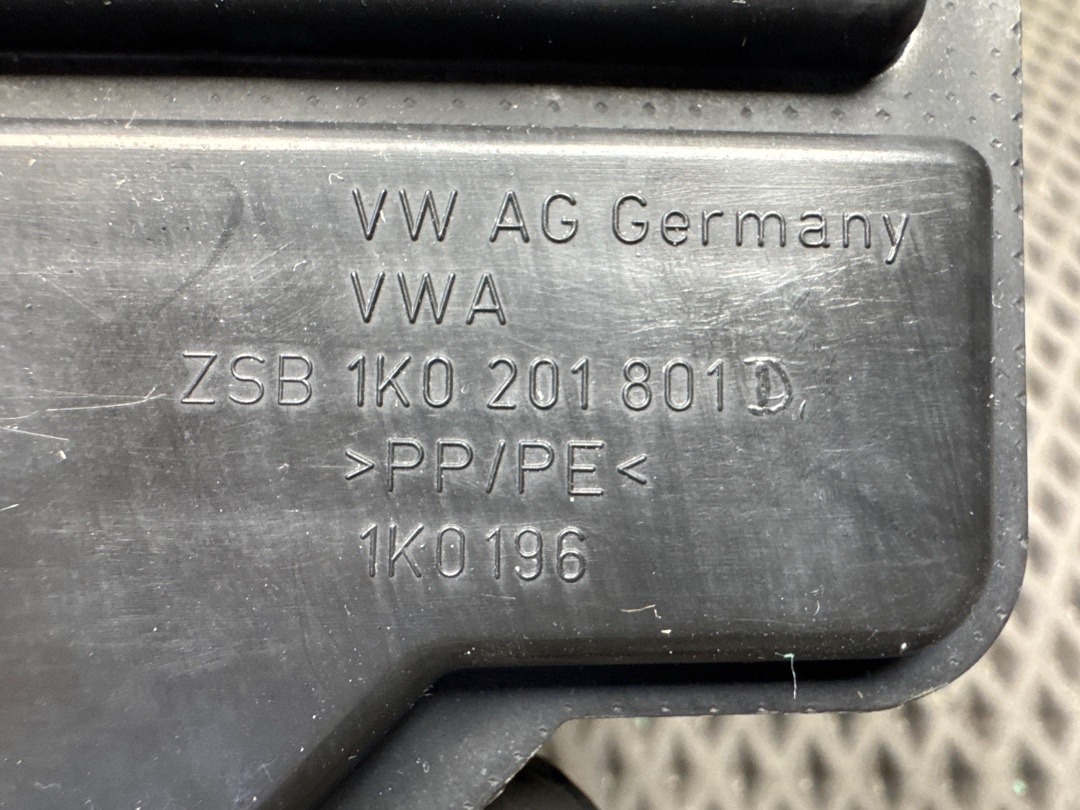 VW AG Germany
VWA
ZSB 1K0 201 801 D
>PP/PE<
1K0196